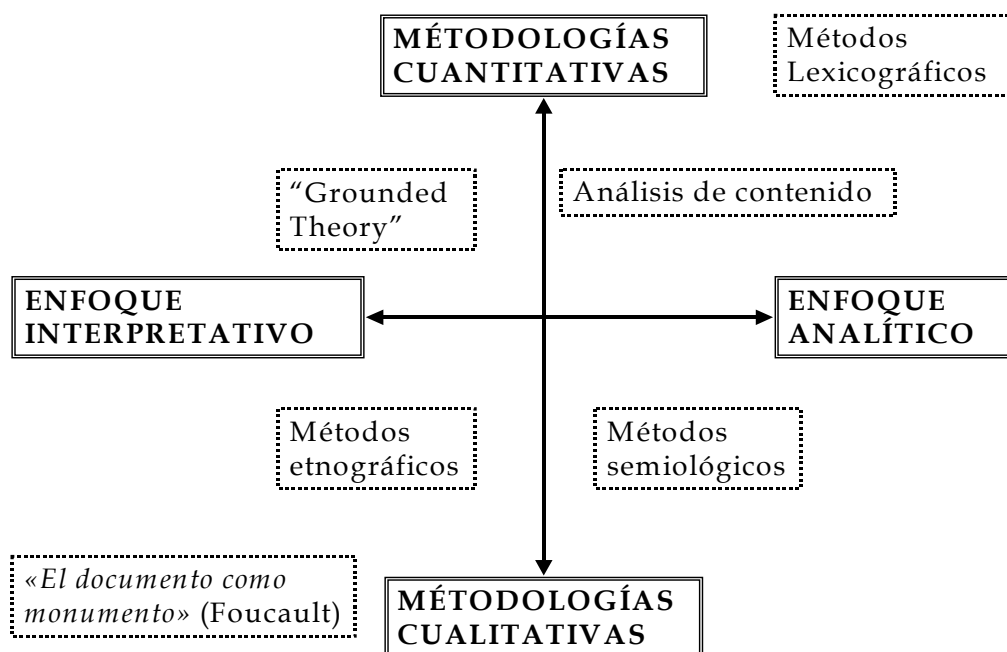 MÉTODOLOGÍAS
CUANTITATIVAS
Métodos
Lexicográficos
“Grounded
Theory”
Análisis de contenido
ENFOQUE
INTERPRETATIVO
ENFOQUE
ANALÍTICO
Métodos
etnográficos
Métodos
semiológicos
«El documento como
monumento» (Foucault)
MÉTODOLOGÍAS
CUALITATIVAS